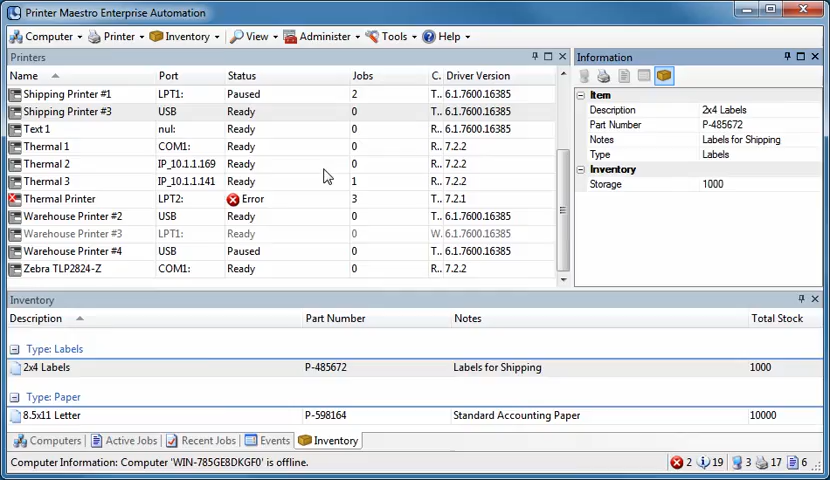 Printer Maestro Enterprise Automation
Computer Printer Inventory View Administer Tools Help
Printers
Name Port Status Jobs C. Driver Version
Shipping Printer #1 LPT1: Paused 2 T.. 6.1.7600.16385
Shipping Printer #3 USB Ready 0 T.. 6.1.7600.16385
Text 1 nul: Ready 0 R.. 6.1.7600.16385
Thermal 1 COM1: Ready 0 R.. 7.2.2
Thermal 2 IP_10.1.1.169 Ready 0 R.. 7.2.2
Thermal 3 IP_10.1.1.141 Ready 1 R.. 7.2.2
Thermal Printer LPT2: Error 3 T.. 7.2.1
Warehouse Printer #2 USB Ready 0 T.. 6.1.7600.16385
Warehouse Printer #3 LPT1: Ready 0 W. 6.1.7600.16385
Warehouse Printer #4 USB Paused 0 T.. 6.1.7600.16385
Zebra TLP2824-Z COM1: Ready 0 R.. 7.2.2
Information
Item
Description 2x4 Labels
Part Number P-485672
Notes Labels for Shipping
Type Labels
Inventory
Storage 1000
Inventory
Description Part Number Notes Total Stock
Type: Labels
2x4 Labels P-485672 Labels for Shipping 1000
Type: Paper
8.5x11 Letter P-598164 Standard Accounting Paper 10000
Computers Active Jobs Recent Jobs Events Inventory
Computer Information: Computer 'WIN-785GE8DKGF0' is offline. 2 19 3 17 6